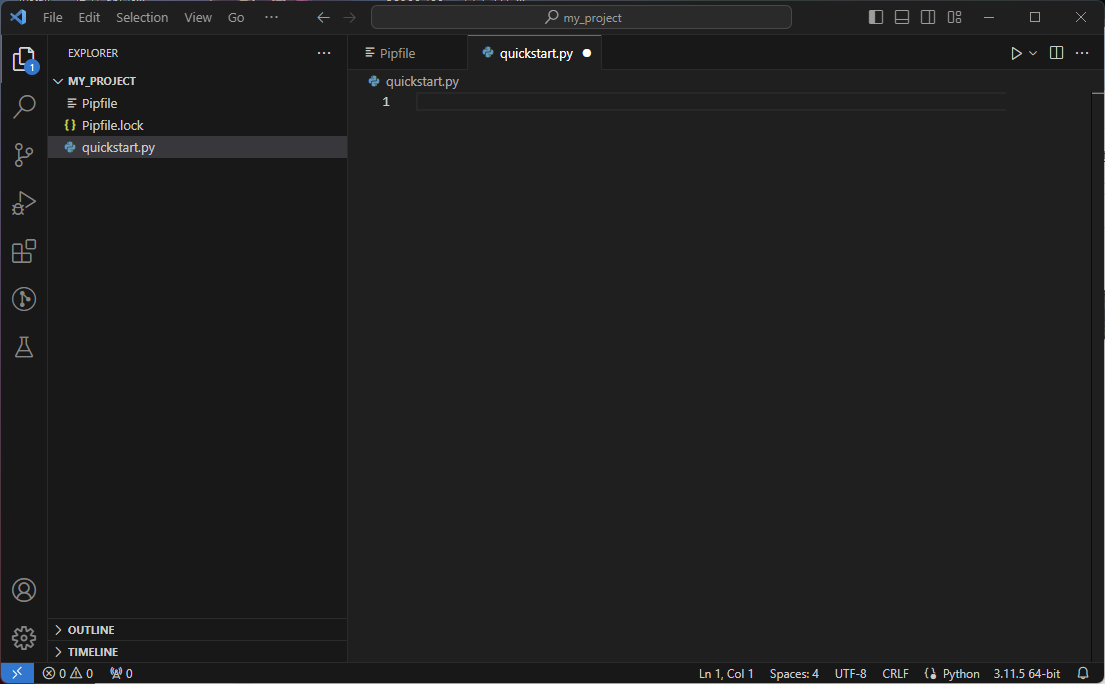 File Edit Selection View Go ··· my_project
EXPLORER ···
Pipfile
quickstart.py
···
1
MY_PROJECT
Pipfile
{} Pipfile.lock
quickstart.py
quickstart.py
1
OUTLINE
TIMELINE
0 0 0 Ln 1, Col 1 Spaces: 4 UTF-8 CRLF {} Python 3.11.5 64-bit